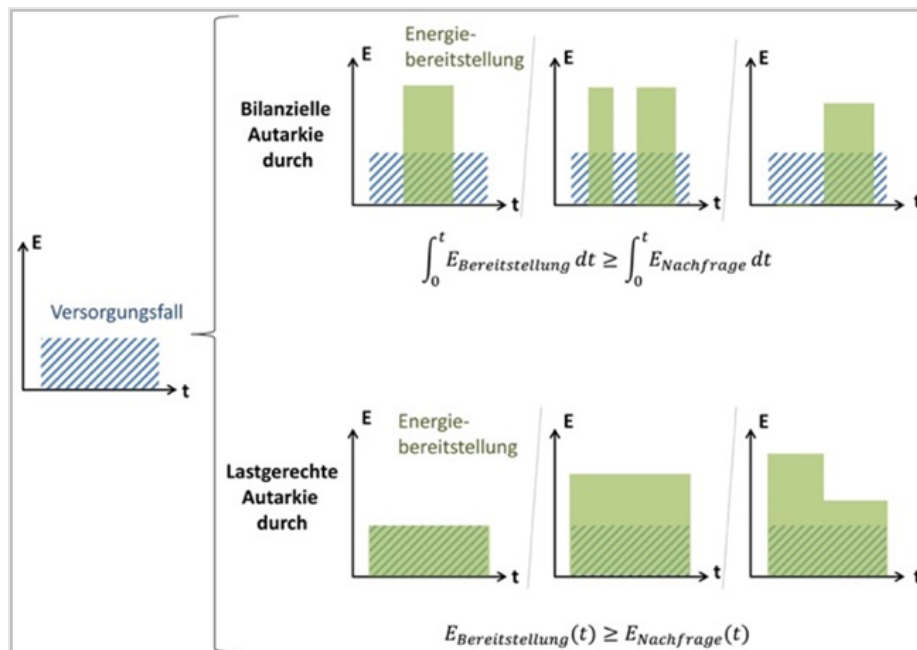 E
Versorgungsfall
t
Bilanzielle
Autarkie
durch
Energie-
bereitstellung
E
t
E
t
E
t
∫₀ᵗ E_Bereitstellung dt ≥ ∫₀ᵗ E_Nachfrage dt
Lastgerechte
Autarkie
durch
Energie-
bereitstellung
E
t
E
t
E
t
E_Bereitstellung(t) ≥ E_Nachfrage(t)